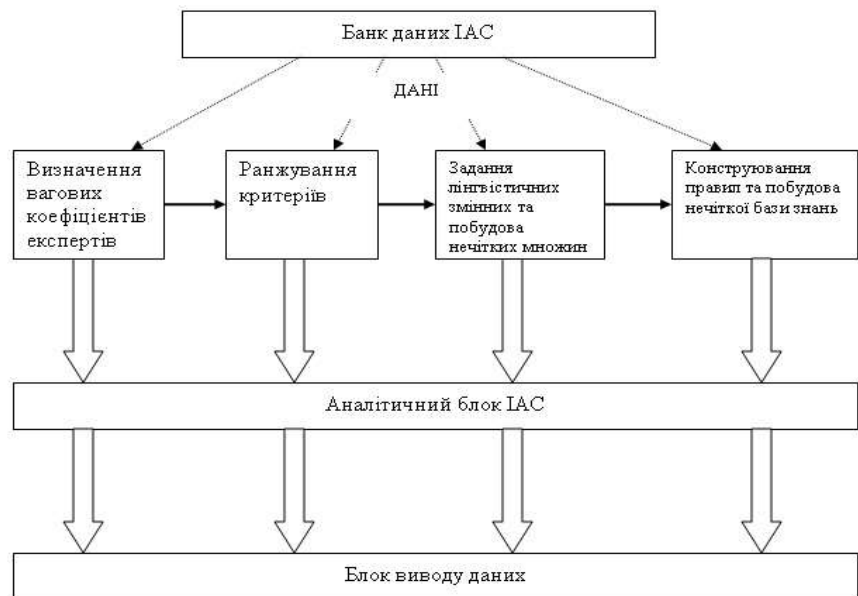 Банк даних ІАС
ДАНІ
Визначення
вагових
коефіцієнтів
експертів
Ранжування
критеріїв
Задання
лінгвістичних
змінних та
побудова
нечітких множин
Конструювання
правил та побудова
нечіткої бази знань
Аналітичний блок ІАС
Блок виводу даних